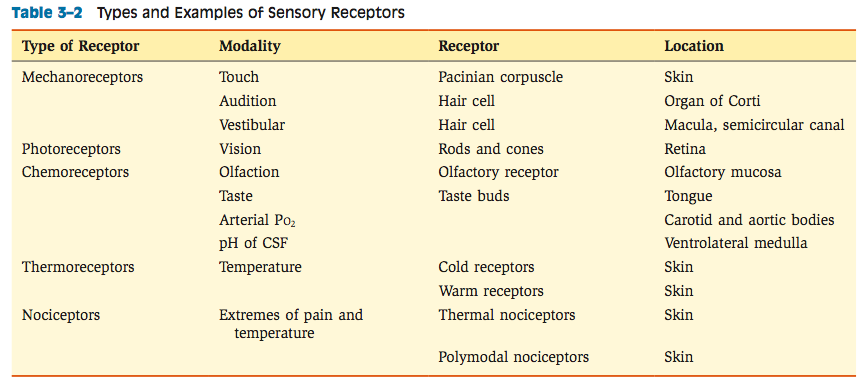 Table 3–2 Types and Examples of Sensory Receptors
Type of Receptor Modality Receptor Location
Mechanoreceptors Touch Pacinian corpuscle Skin
Audition Hair cell Organ of Corti
Vestibular Hair cell Macula, semicircular canal
Photoreceptors Vision Rods and cones Retina
Chemoreceptors Olfaction Olfactory receptor Olfactory mucosa
Taste Taste buds Tongue
Arterial PO₂ Carotid and aortic bodies
pH of CSF Ventrolateral medulla
Thermoreceptors Temperature Cold receptors Skin
Warm receptors Skin
Nociceptors Extremes of pain and Thermal nociceptors Skin
temperature
Polymodal nociceptors Skin